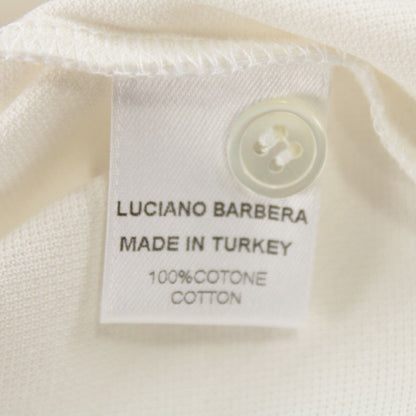 LUCIANO BARBERA
MADE IN TURKEY
100%COTONE
COTTON